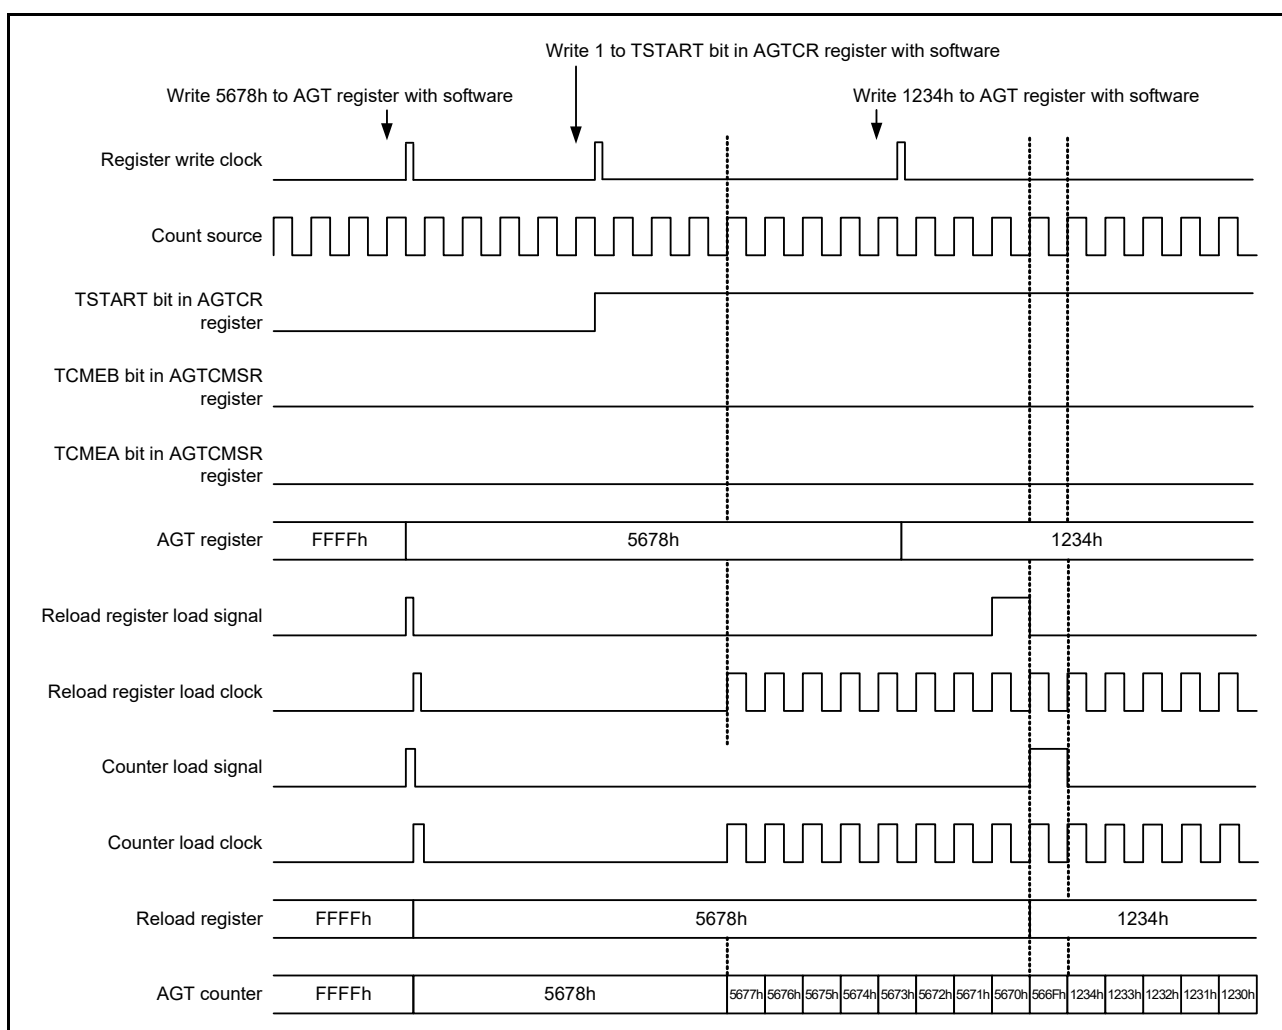 Write 1 to TSTART bit in AGTCR register with software
Write 5678h to AGT register with software
Write 1234h to AGT register with software
Register write clock
Count source
TSTART bit in AGTCR
register
TCMEB bit in AGTCMSR
register
TCMEA bit in AGTCMSR
register
AGT register FFFFh 5678h 1234h
Reload register load signal
Reload register load clock
Counter load signal
Counter load clock
Reload register FFFFh 5678h 1234h
AGT counter FFFFh 5678h 5677h 5676h 5675h 5674h 5673h 5672h 5671h 5670h 566Fh 1234h 1233h 1232h 1231h 1230h